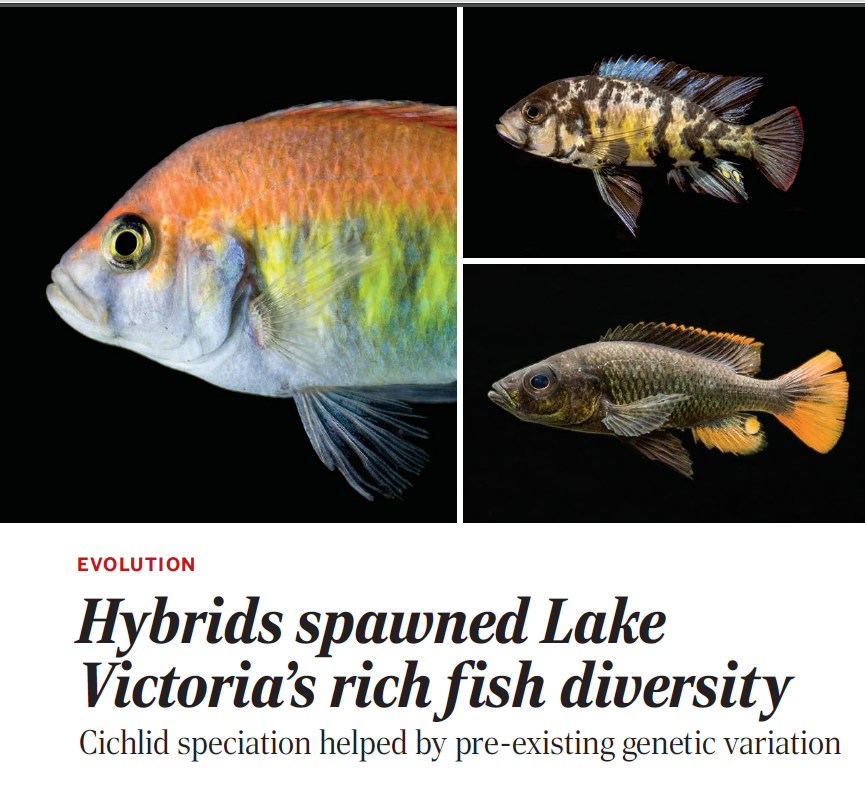 EVOLUTION
Hybrids spawned Lake
Victoria's rich fish diversity
Cichlid speciation helped by pre-existing genetic variation